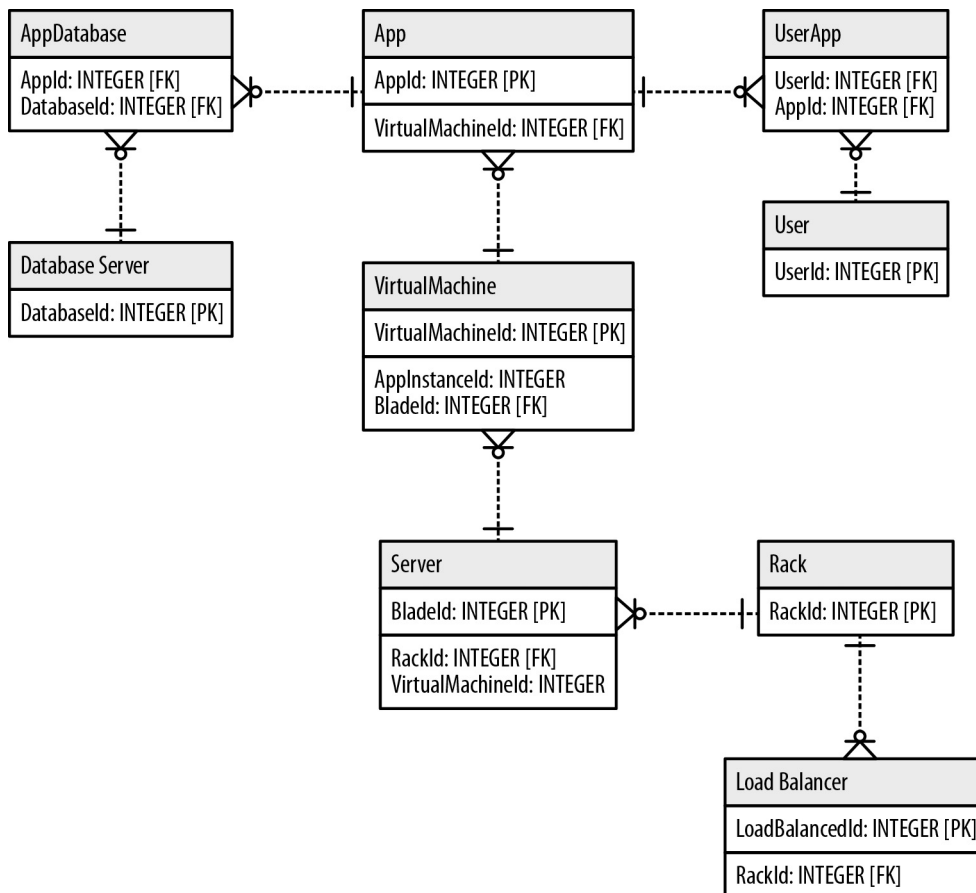 AppDatabase
AppId: INTEGER [FK]
DatabaseId: INTEGER [FK]
App
AppId: INTEGER [PK]
VirtualMachineId: INTEGER [FK]
UserApp
UserId: INTEGER [FK]
AppId: INTEGER [FK]
User
UserId: INTEGER [PK]
Database Server
DatabaseId: INTEGER [PK]
VirtualMachine
VirtualMachineId: INTEGER [PK]
AppInstanceId: INTEGER
BladeId: INTEGER [FK]
Server
BladeId: INTEGER [PK]
RackId: INTEGER [FK]
VirtualMachineId: INTEGER
Rack
RackId: INTEGER [PK]
Load Balancer
LoadBalancedId: INTEGER [PK]
RackId: INTEGER [FK]